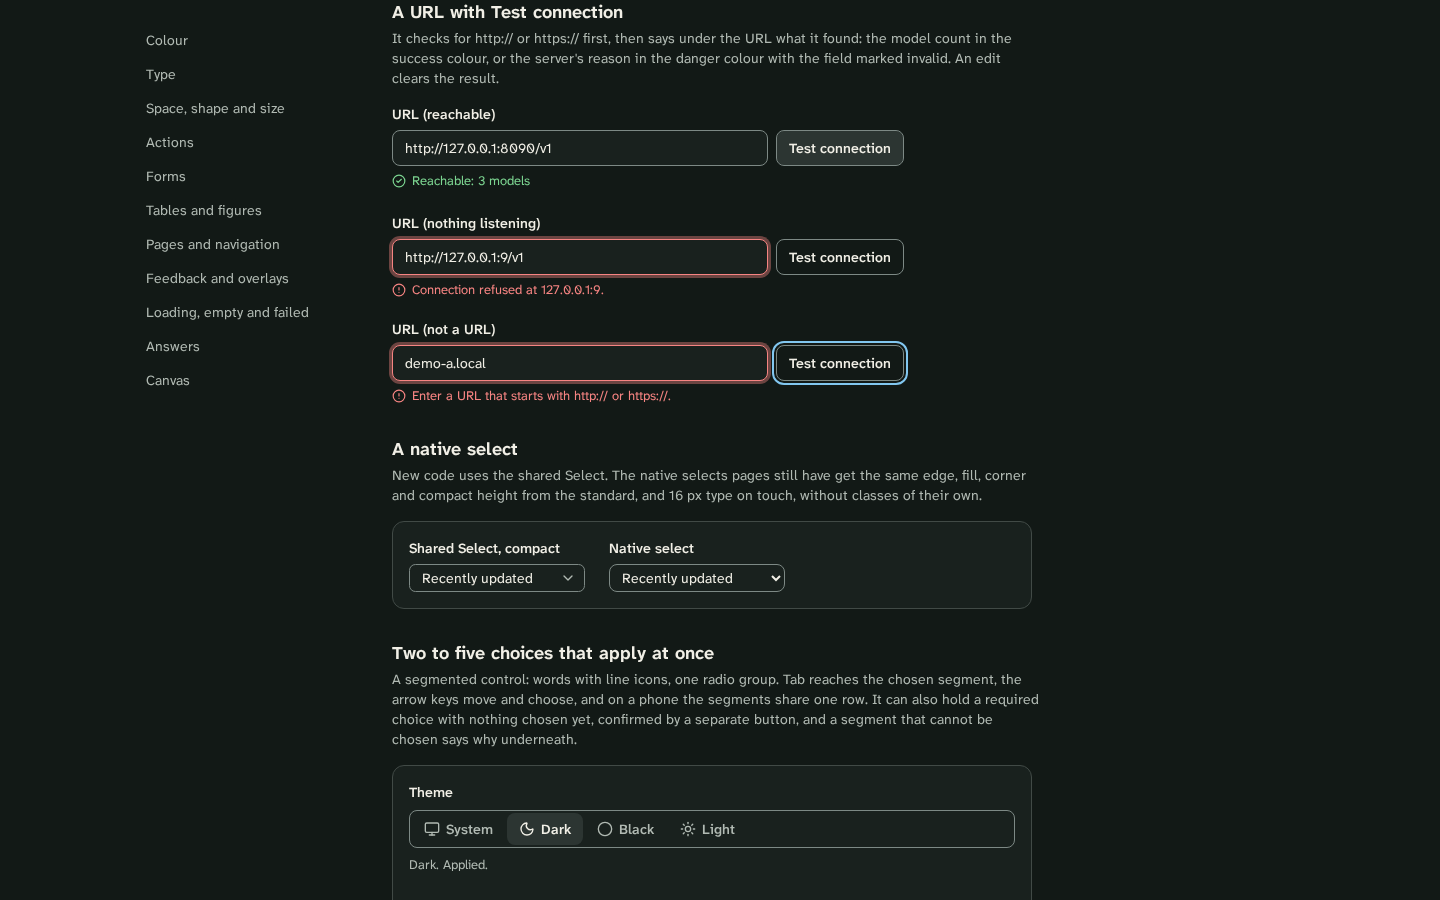 Colour
Type
Space, shape and size
Actions
Forms
Tables and figures
Pages and navigation
Feedback and overlays
Loading, empty and failed
Answers
Canvas
A URL with Test connection
It checks for http:// or https:// first, then says under the URL what it found: the model count in the
success colour, or the server's reason in the danger colour with the field marked invalid. An edit
clears the result.
URL (reachable)
http://127.0.0.1:8090/v1
Test connection
Reachable: 3 models
URL (nothing listening)
http://127.0.0.1:9/v1
Test connection
Connection refused at 127.0.0.1:9.
URL (not a URL)
demo-a.local
Test connection
Enter a URL that starts with http:// or https://.
A native select
New code uses the shared Select. The native selects pages still have get the same edge, fill, corner
and compact height from the standard, and 16 px type on touch, without classes of their own.
Shared Select, compact
Recently updated
Native select
Recently updated
Two to five choices that apply at once
A segmented control: words with line icons, one radio group. Tab reaches the chosen segment, the
arrow keys move and choose, and on a phone the segments share one row. It can also hold a required
choice with nothing chosen yet, confirmed by a separate button, and a segment that cannot be
chosen says why underneath.
Theme
System Dark Black Light
Dark. Applied.